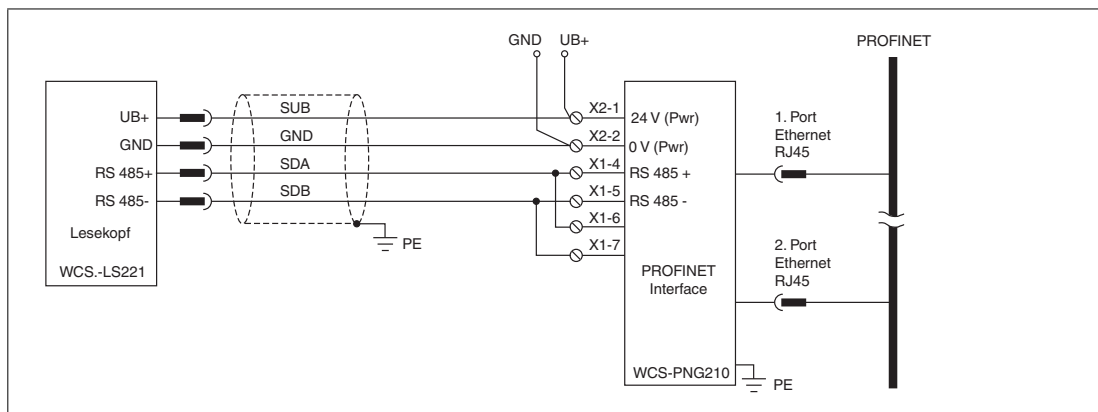 GND UB+
PROFINET
UB+
GND
RS 485+
RS 485-
Lesekopf
WCS.-LS221
SUB
GND
SDA
SDB
PE
X2-1
X2-2
X1-4
X1-5
X1-6
X1-7
24 V (Pwr)
0 V (Pwr)
RS 485 +
RS 485 -
PROFINET
Interface
WCS-PNG210
PE
1. Port
Ethernet
RJ45
2. Port
Ethernet
RJ45